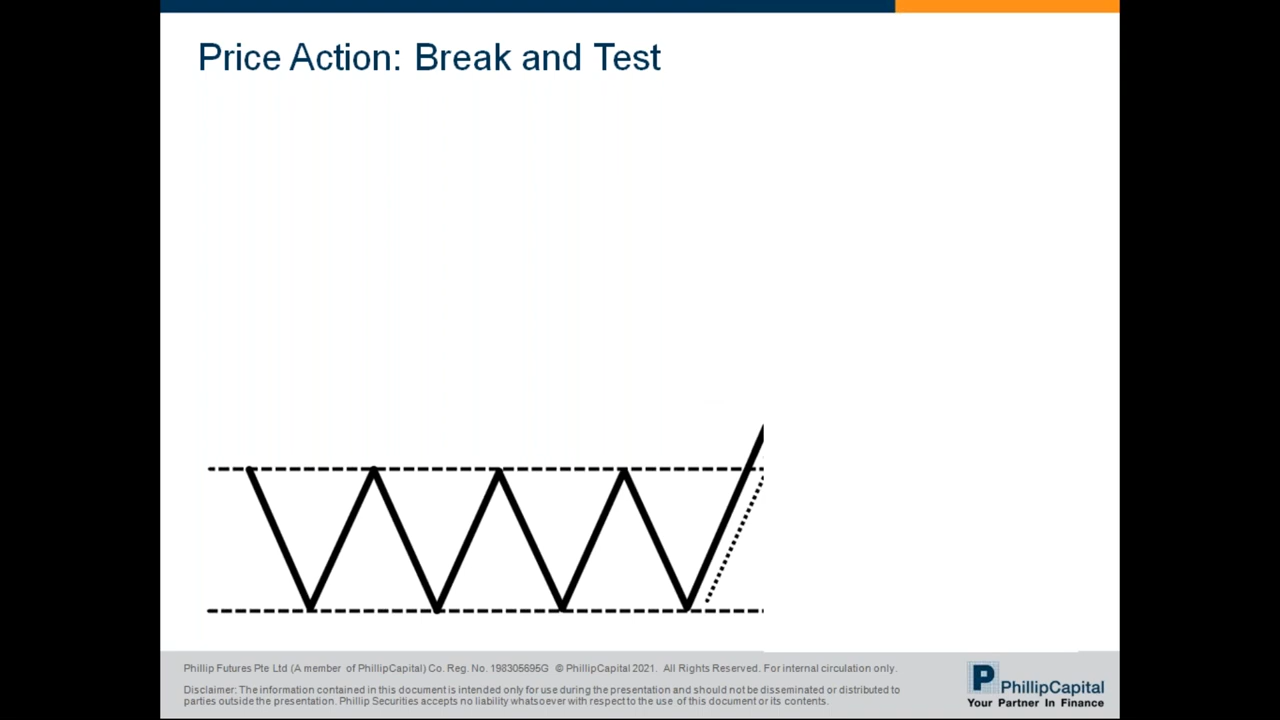 Price Action: Break and Test
Phillip Futures Pte Ltd (A member of PhillipCapital) Co. Reg. No. 198305695G © PhillipCapital 2021. All Rights Reserved. For internal circulation only.
Disclaimer: The information contained in this document is intended only for use during the presentation and should not be disseminated or distributed to
parties outside the presentation. Phillip Securities accepts no liability whatsoever with respect to the use of this document or its contents.
P PhillipCapital
Your Partner In Finance